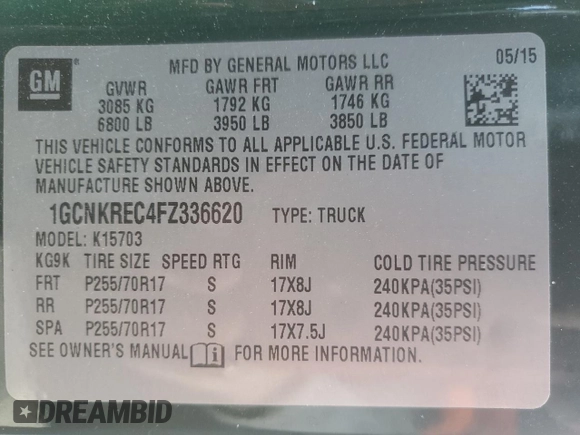 GM
MFD BY GENERAL MOTORS LLC 05/15
GVWR GAWR FRT GAWR RR
3085 KG 1792 KG 1746 KG
6800 LB 3950 LB 3850 LB
THIS VEHICLE CONFORMS TO ALL APPLICABLE U.S. FEDERAL MOTOR
VEHICLE SAFETY STANDARDS IN EFFECT ON THE DATE OF
MANUFACTURE SHOWN ABOVE.
1GCNKREC4FZ336620 TYPE: TRUCK
MODEL: K15703
KG9K TIRE SIZE SPEED RTG RIM COLD TIRE PRESSURE
FRT P255/70R17 S 17X8J 240KPA(35PSI)
RR P255/70R17 S 17X8J 240KPA(35PSI)
SPA P255/70R17 S 17X7.5J 240KPA(35PSI)
SEE OWNER'S MANUAL i FOR MORE INFORMATION.
DREAMBID